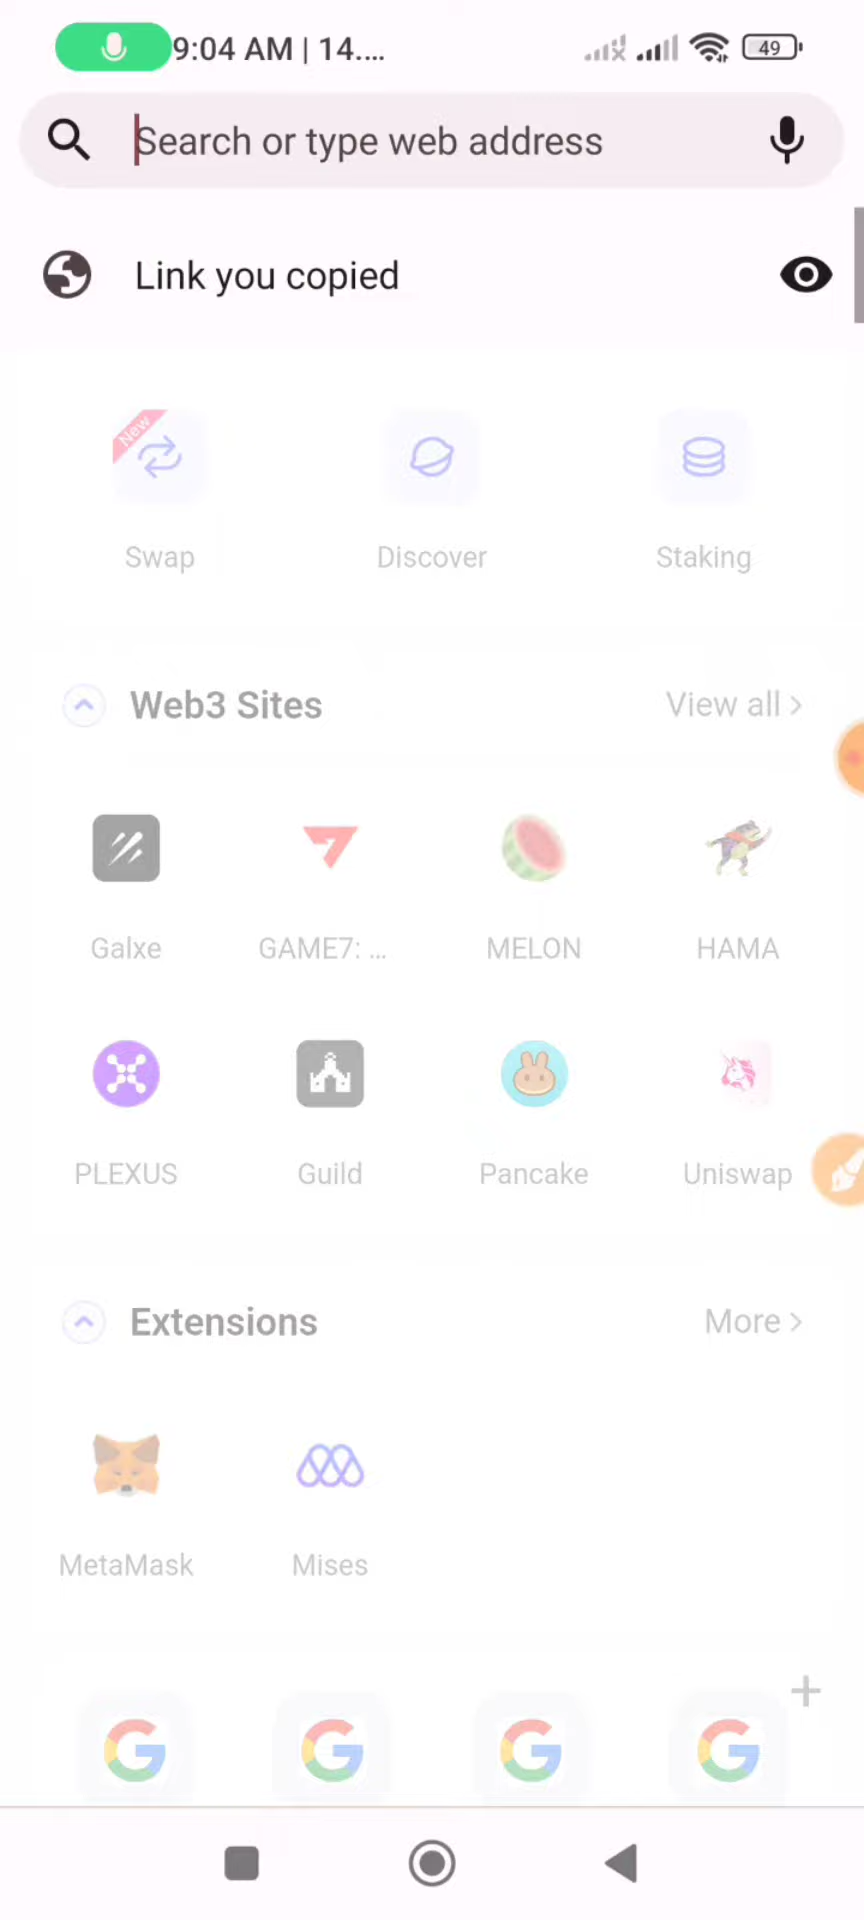 9:04 AM | 14....
49
Search or type web address
Link you copied
New
Swap
Discover
Staking
Web3 Sites
View all >
Galxe
GAME7: ...
MELON
HAMA
PLEXUS
Guild
Pancake
Uniswap
Extensions
More >
MetaMask
Mises